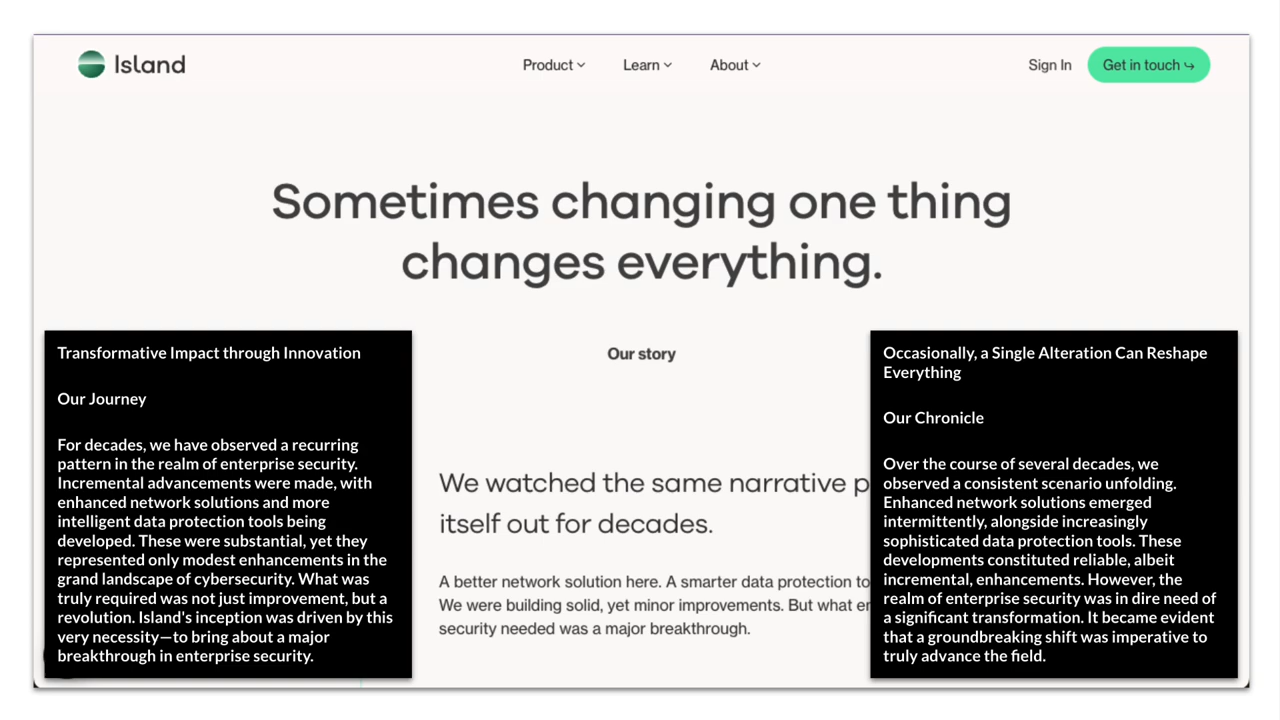 Island
Product
Learn
About
Sign In
Get in touch
Sometimes changing one thing
changes everything.
Our story
We watched the same narrative p
itself out for decades.
A better network solution here. A smarter data protection to
We were building solid, yet minor improvements. But what er
security needed was a major breakthrough.
Transformative Impact through Innovation
Our Journey
For decades, we have observed a recurring
pattern in the realm of enterprise security.
Incremental advancements were made, with
enhanced network solutions and more
intelligent data protection tools being
developed. These were substantial, yet they
represented only modest enhancements in the
grand landscape of cybersecurity. What was
truly required was not just improvement, but a
revolution. Island's inception was driven by this
very necessity—to bring about a major
breakthrough in enterprise security.
Occasionally, a Single Alteration Can Reshape
Everything
Our Chronicle
Over the course of several decades, we
observed a consistent scenario unfolding.
Enhanced network solutions emerged
intermittently, alongside increasingly
sophisticated data protection tools. These
developments constituted reliable, albeit
incremental, enhancements. However, the
realm of enterprise security was in dire need of
a significant transformation. It became evident
that a groundbreaking shift was imperative to
truly advance the field.